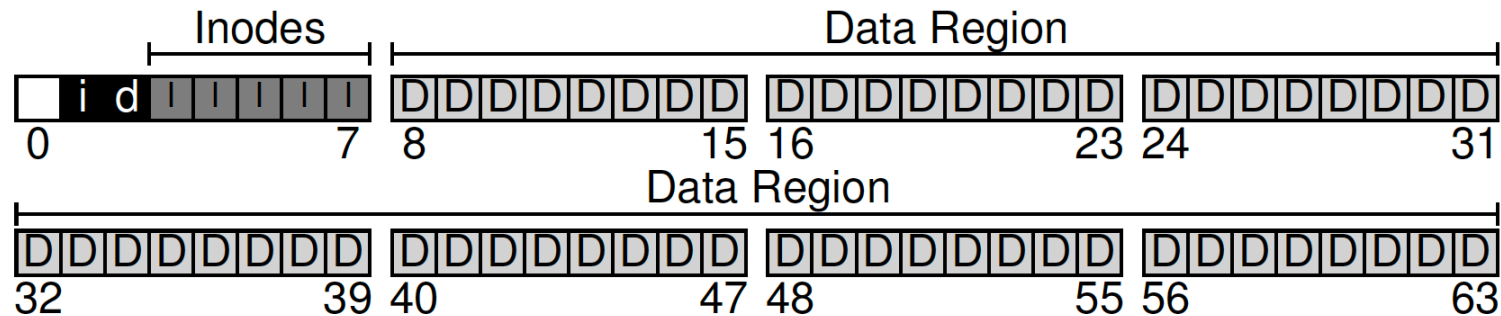 Inodes Data Region
i d I I I I I D D D D D D D D D D D D D D D D D D D D D D D D
0 7 8 15 16 23 24 31
Data Region
D D D D D D D D D D D D D D D D D D D D D D D D D D D D D D D D
32 39 40 47 48 55 56 63